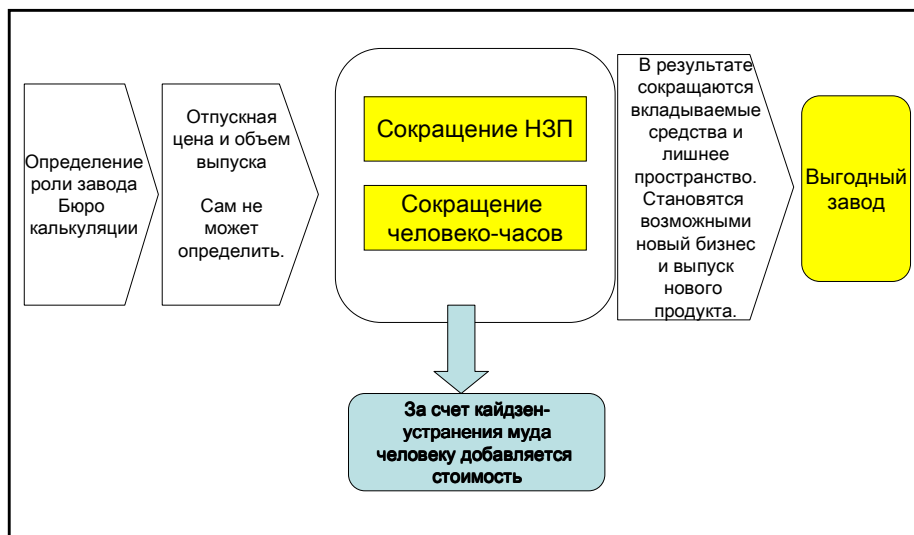 Определение
роли завода
Бюро
калькуляции
Отпускная
цена и объем
выпуска
Сам не
может
определить.
Сокращение НЗП
Сокращение
человеко-часов
В результате
сокращаются
вкладываемые
средства и
лишнее
пространство.
Становятся
возможными
новый бизнес
и выпуск
нового
продукта.
Выгодный
завод
За счет кайдзен-
устранения муда
человеку добавляется
стоимость